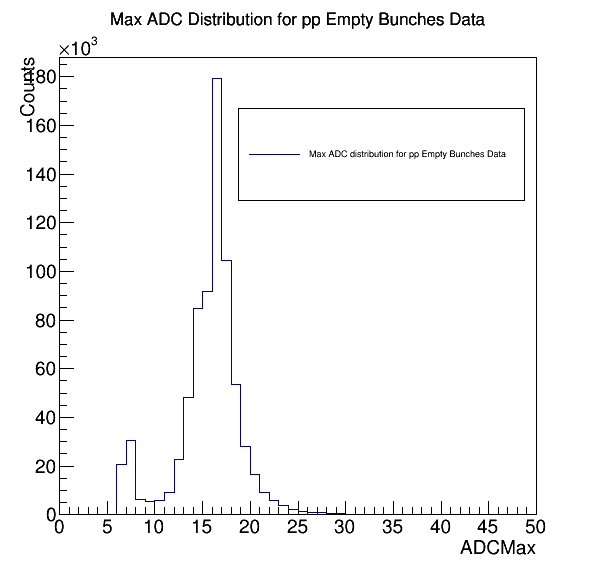 Max ADC Distribution for pp Empty Bunches Data
×10³
Counts
180
160
140
120
100
80
60
40
20
0
Max ADC distribution for pp Empty Bunches Data
0 5 10 15 20 25 30 35 40 45 50
ADCMax